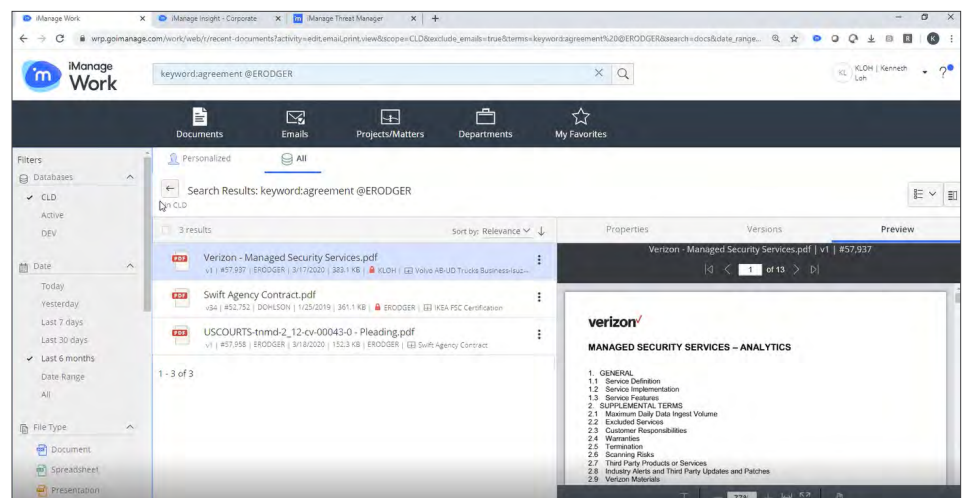 iManage Work
iManage Insight - Corporate
iManage Threat Manager
wrp.goimanage.com/work/web/r/recent-documents?activity=edit,email,print,view&scope=CLD&exclude_emails=true&terms=keyword:agreement%20@ERODGER&search=docs&date_range...
K
iManage
Work
keyword:agreement @ERODGER
KL
KLOH | Kenneth
Loh
?
Documents
Emails
Projects/Matters
Departments
My Favorites
Filters
Databases
CLD
Active
DEV
Date
Today
Yesterday
Last 7 days
Last 30 days
Last 6 months
Date Range
All
File Type
Document
Spreadsheet
Presentation
Personalized
All
Search Results: keyword:agreement @ERODGER
in CLD
3 results
Sort by: Relevance
PDF
Verizon - Managed Security Services.pdf
v1 | #57,937 | ERODGER | 3/17/2020 | 383.1 KB | KLOH | Volvo AB-UD Trucks Business-Isuz...
PDF
Swift Agency Contract.pdf
v34 | #52,752 | DOHLSON | 1/25/2019 | 361.1 KB | ERODGER | IKEA FSC Certification
PDF
USCOURTS-tnmd-2_12-cv-00043-0 - Pleading.pdf
v1 | #57,958 | ERODGER | 3/18/2020 | 152.3 KB | ERODGER | Swift Agency Contract
1 - 3 of 3
Properties
Versions
Preview
Verizon - Managed Security Services.pdf | v1 | #57,937
1 of 13
verizon
MANAGED SECURITY SERVICES – ANALYTICS
1. GENERAL
1.1 Service Definition
1.2 Service Implementation
1.3 Service Features
2. SUPPLEMENTAL TERMS
2.1 Maximum Daily Data Ingest Volume
2.2 Excluded Services
2.3 Customer Responsibilities
2.4 Warranties
2.5 Termination
2.6 Scanning Risks
2.7 Third Party Products or Services
2.8 Industry Alerts and Third Party Updates and Patches
2.9 Verizon Materials
77%